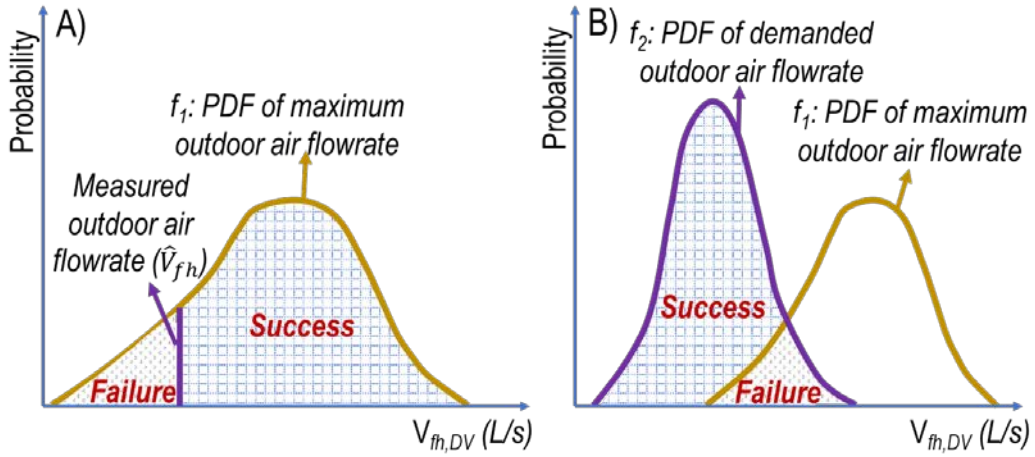 A)
Probability
f₁: PDF of maximum
outdoor air flowrate
Measured
outdoor air
flowrate (V̂fh)
Success
Failure
Vfh,DV (L/s)
B)
Probability
f₂: PDF of demanded
outdoor air flowrate
f₁: PDF of maximum
outdoor air flowrate
Success
Failure
Vfh,DV (L/s)